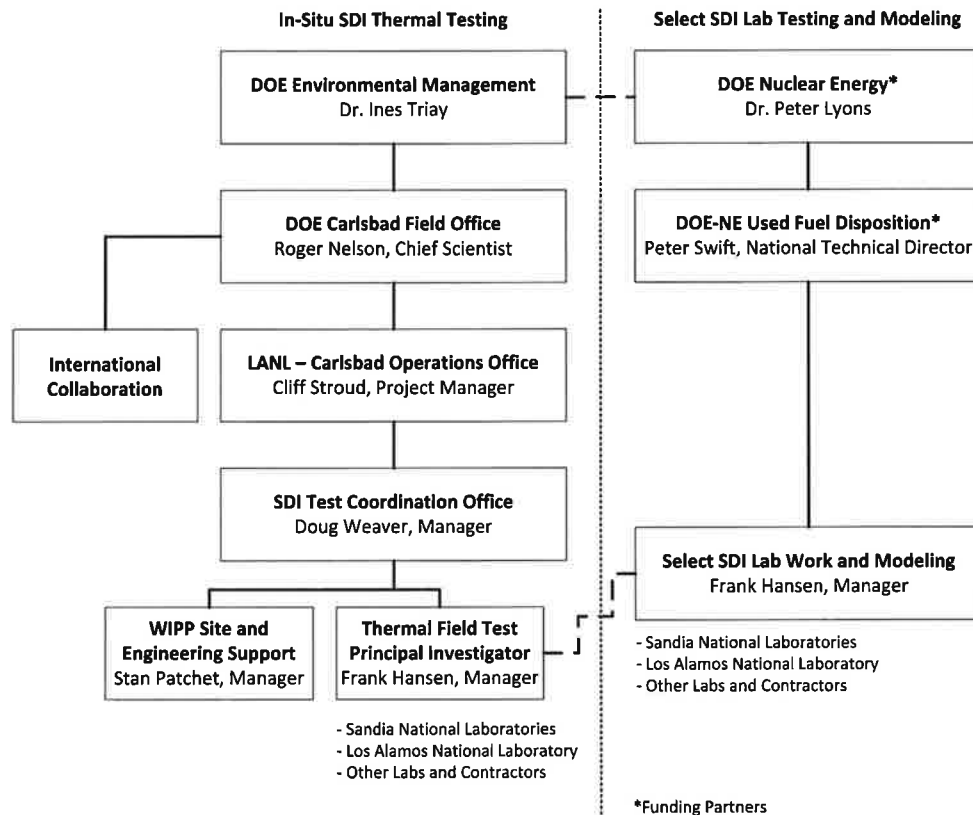 In-Situ SDI Thermal Testing
Select SDI Lab Testing and Modeling
DOE Environmental Management
Dr. Ines Triay
DOE Nuclear Energy*
Dr. Peter Lyons
DOE Carlsbad Field Office
Roger Nelson, Chief Scientist
DOE-NE Used Fuel Disposition*
Peter Swift, National Technical Director
International
Collaboration
LANL – Carlsbad Operations Office
Cliff Stroud, Project Manager
SDI Test Coordination Office
Doug Weaver, Manager
Select SDI Lab Work and Modeling
Frank Hansen, Manager
WIPP Site and
Engineering Support
Stan Patchet, Manager
Thermal Field Test
Principal Investigator
Frank Hansen, Manager
- Sandia National Laboratories
- Los Alamos National Laboratory
- Other Labs and Contractors
- Sandia National Laboratories
- Los Alamos National Laboratory
- Other Labs and Contractors
*Funding Partners